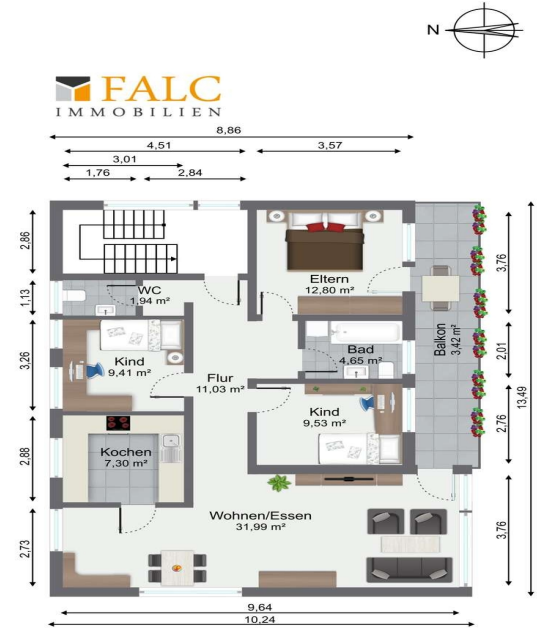 N
FALC
IMMOBILIEN
8,86
4,51
3,57
3,01
1,76
2,84
2,86
1,13
3,26
2,88
2,73
Eltern
12,80 m²
WC
1,94 m²
Kind
9,41 m²
Flur
11,03 m²
Bad
4,65 m²
Kind
9,53 m²
Kochen
7,30 m²
Wohnen/Essen
31,99 m²
Balkon
3,42 m²
3,76
2,01
2,76
3,76
13,49
9,64
10,24